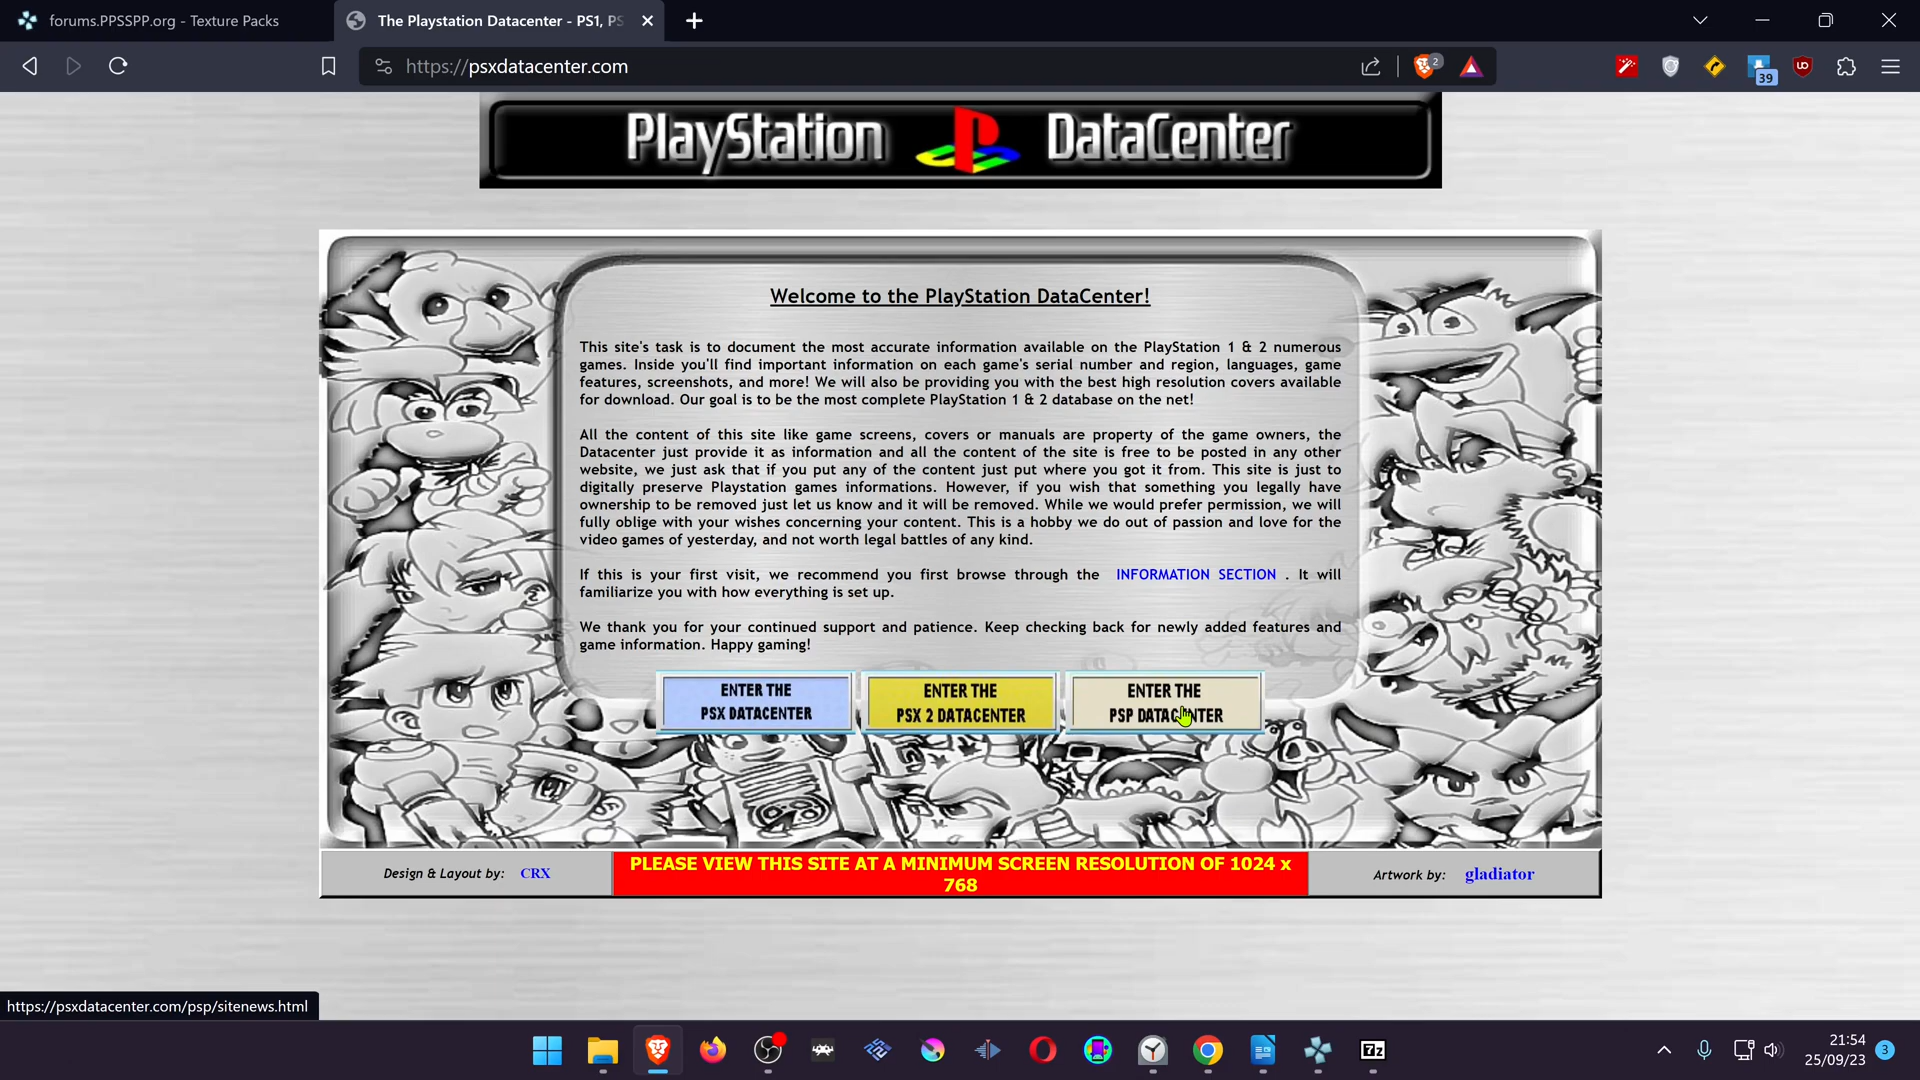 forums.PPSSPP.org - Texture Packs
The Playstation Datacenter - PS1, PS
https://psxdatacenter.com
2
39
PlayStation DataCenter
Welcome to the PlayStation DataCenter!
This site's task is to document the most accurate information available on the PlayStation 1 & 2 numerous
games. Inside you'll find important information on each game's serial number and region, languages, game
features, screenshots, and more! We will also be providing you with the best high resolution covers available
for download. Our goal is to be the most complete PlayStation 1 & 2 database on the net!
All the content of this site like game screens, covers or manuals are property of the game owners, the
Datacenter just provide it as information and all the content of the site is free to be posted in any other
website, we just ask that if you put any of the content just put where you got it from. This site is just to
digitally preserve Playstation games informations. However, if you wish that something you legally have
ownership to be removed just let us know and it will be removed. While we would prefer permission, we will
fully oblige with your wishes concerning your content. This is a hobby we do out of passion and love for the
video games of yesterday, and not worth legal battles of any kind.
If this is your first visit, we recommend you first browse through the INFORMATION SECTION . It will
familiarize you with how everything is set up.
We thank you for your continued support and patience. Keep checking back for newly added features and
game information. Happy gaming!
ENTER THE
PSX DATACENTER
ENTER THE
PSX 2 DATACENTER
ENTER THE
PSP DATACENTER
Design & Layout by: CRX
PLEASE VIEW THIS SITE AT A MINIMUM SCREEN RESOLUTION OF 1024 x
768
Artwork by: gladiator
https://psxdatacenter.com/psp/sitenews.html
7z
21:54
25/09/23
3